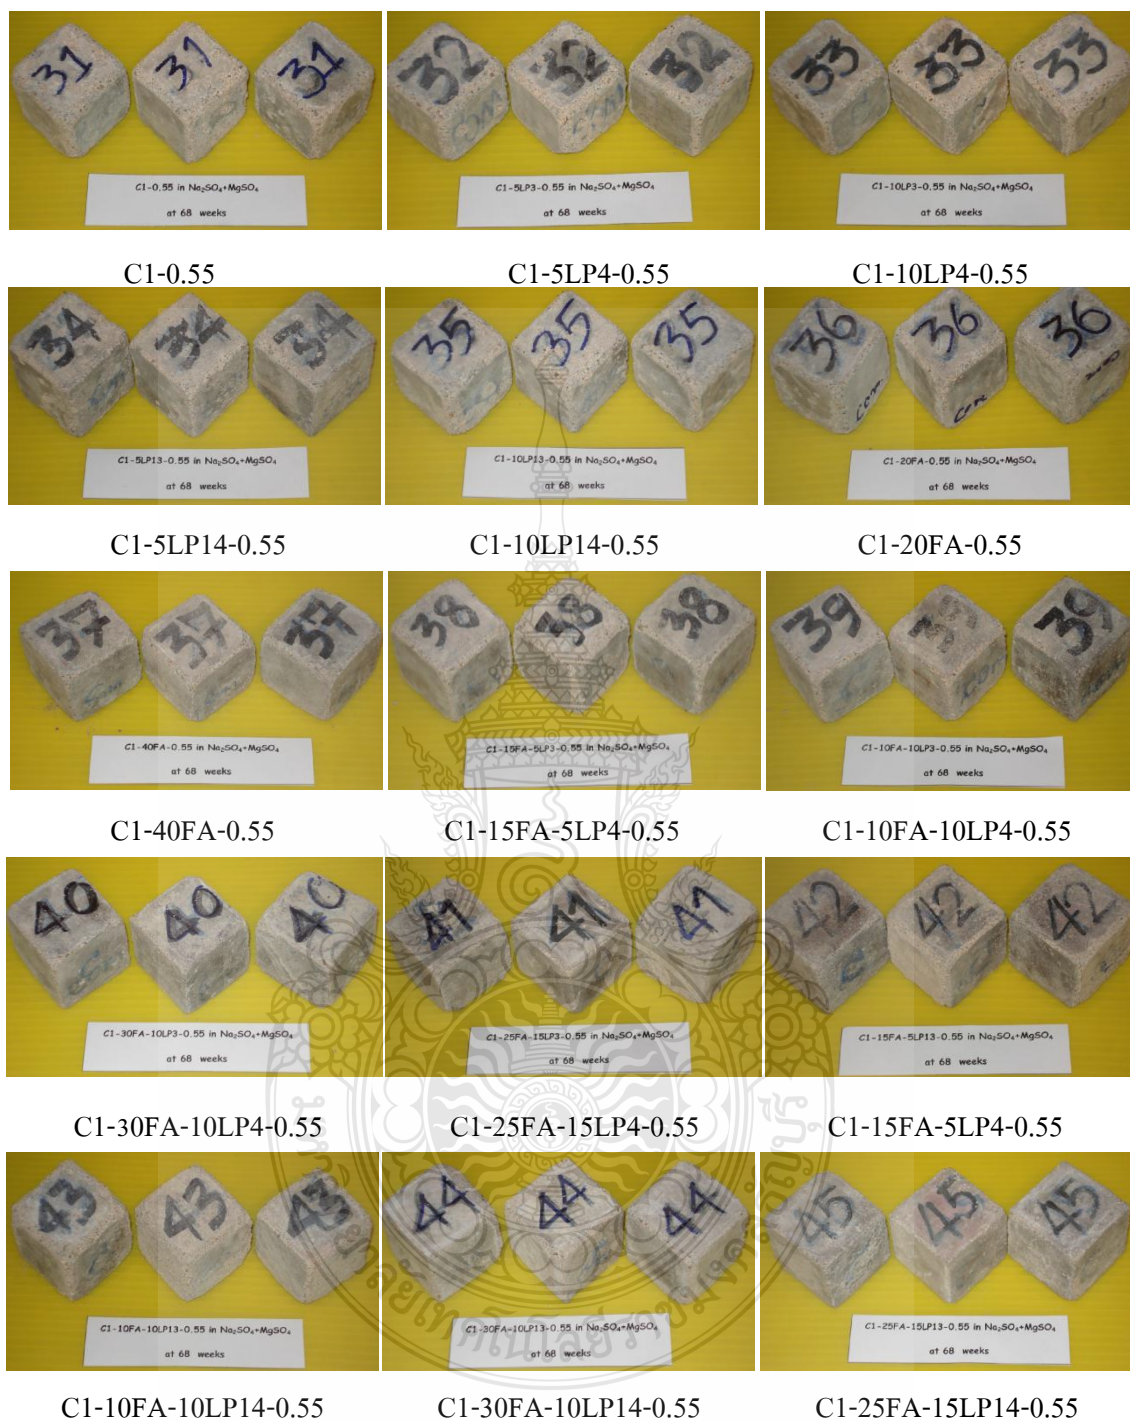 31 31 31
C1-0.55 in Na₂SO₄+MgSO₄
at 68 weeks
C1-0.55
32 32 32
COM COM
C1-5LP3-0.55 in Na₂SO₄+MgSO₄
at 68 weeks
C1-5LP4-0.55
33 33 33
C1-10LP3-0.55 in Na₂SO₄+MgSO₄
at 68 weeks
C1-10LP4-0.55
34 34 34
C1-5LP13-0.55 in Na₂SO₄+MgSO₄
at 68 weeks
C1-5LP14-0.55
35 35 35
C1-10LP13-0.55 in Na₂SO₄+MgSO₄
at 68 weeks
C1-10LP14-0.55
36 36 36
com com
C1-20FA-0.55 in Na₂SO₄+MgSO₄
at 68 weeks
C1-20FA-0.55
37 37 37
C1-40FA-0.55 in Na₂SO₄+MgSO₄
at 68 weeks
C1-40FA-0.55
38 38 38
C1-15FA-5LP3-0.55 in Na₂SO₄+MgSO₄
at 68 weeks
C1-15FA-5LP4-0.55
39 39 39
C1-10FA-10LP3-0.55 in Na₂SO₄+MgSO₄
at 68 weeks
C1-10FA-10LP4-0.55
40 40 40
C1-30FA-10LP3-0.55 in Na₂SO₄+MgSO₄
at 68 weeks
C1-30FA-10LP4-0.55
41 41 41
C1-25FA-15LP3-0.55 in Na₂SO₄+MgSO₄
at 68 weeks
C1-25FA-15LP4-0.55
42 42 42
C1-15FA-5LP13-0.55 in Na₂SO₄+MgSO₄
at 68 weeks
C1-15FA-5LP4-0.55
43 43 43
C1-10FA-10LP13-0.55 in Na₂SO₄+MgSO₄
at 68 weeks
C1-10FA-10LP14-0.55
44 44 44
C1-30FA-10LP13-0.55 in Na₂SO₄+MgSO₄
at 68 weeks
C1-30FA-10LP14-0.55
45 45 45
C1-25FA-15LP13-0.55 in Na₂SO₄+MgSO₄
at 68 weeks
C1-25FA-15LP14-0.55